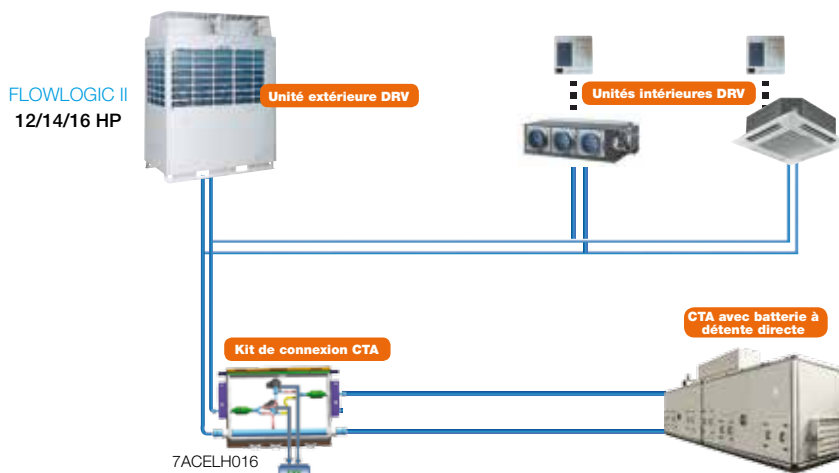 FLOWLOGIC II
12/14/16 HP
Unité extérieure DRV
Unités intérieures DRV
Kit de connexion CTA
CTA avec batterie à
détente directe
7ACELH016